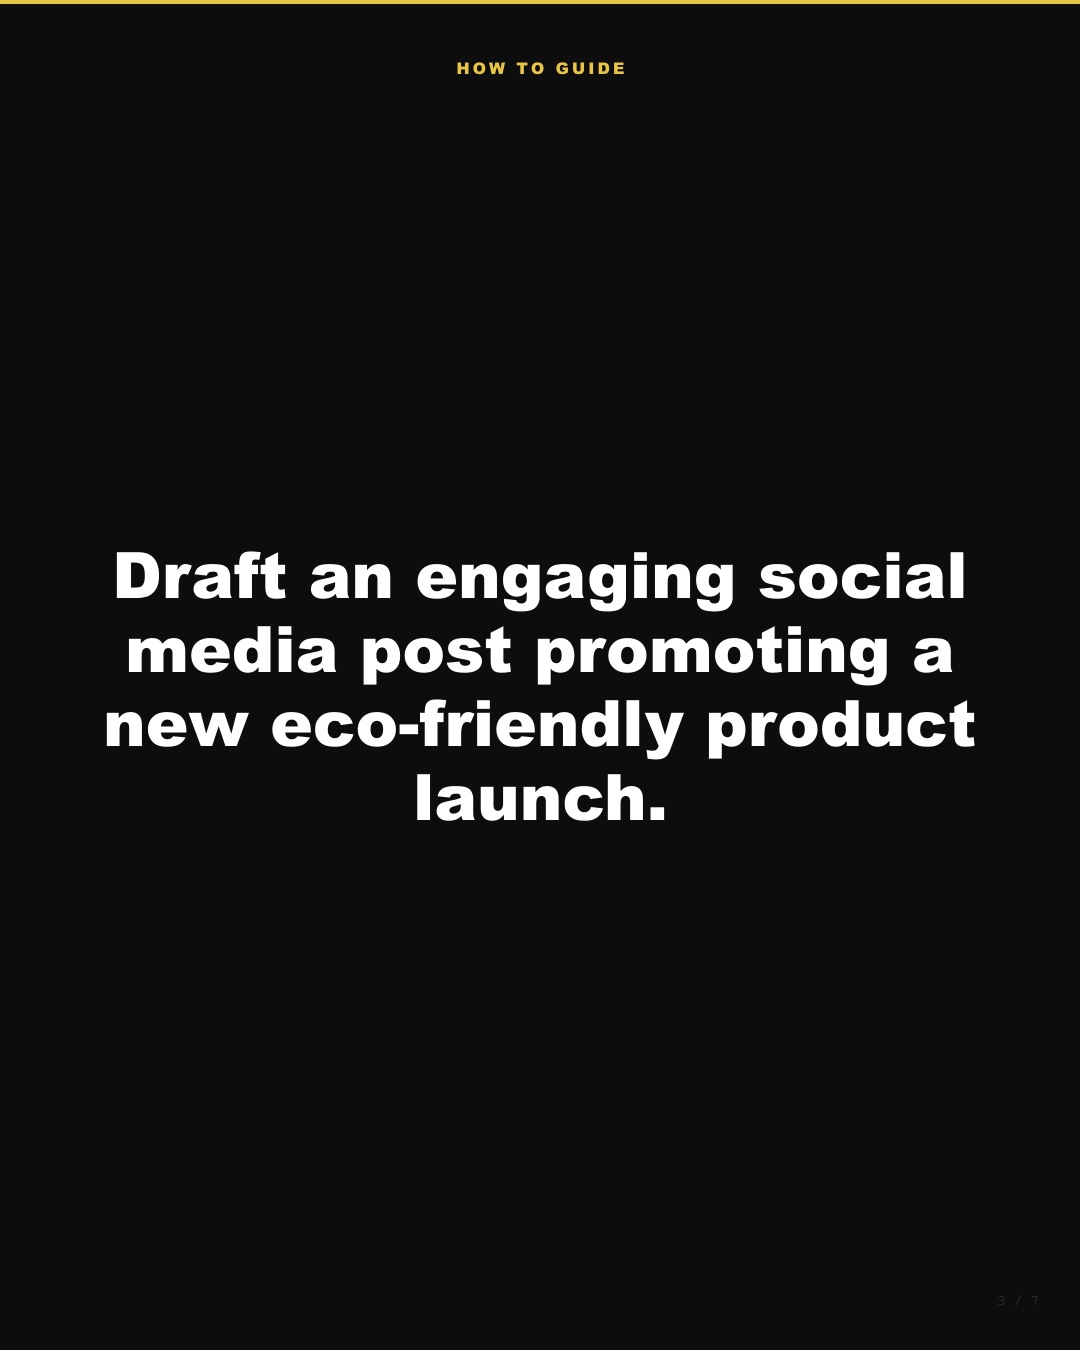 HOW TO GUIDE
Draft an engaging social
media post promoting a
new eco-friendly product
launch.
3 / 7